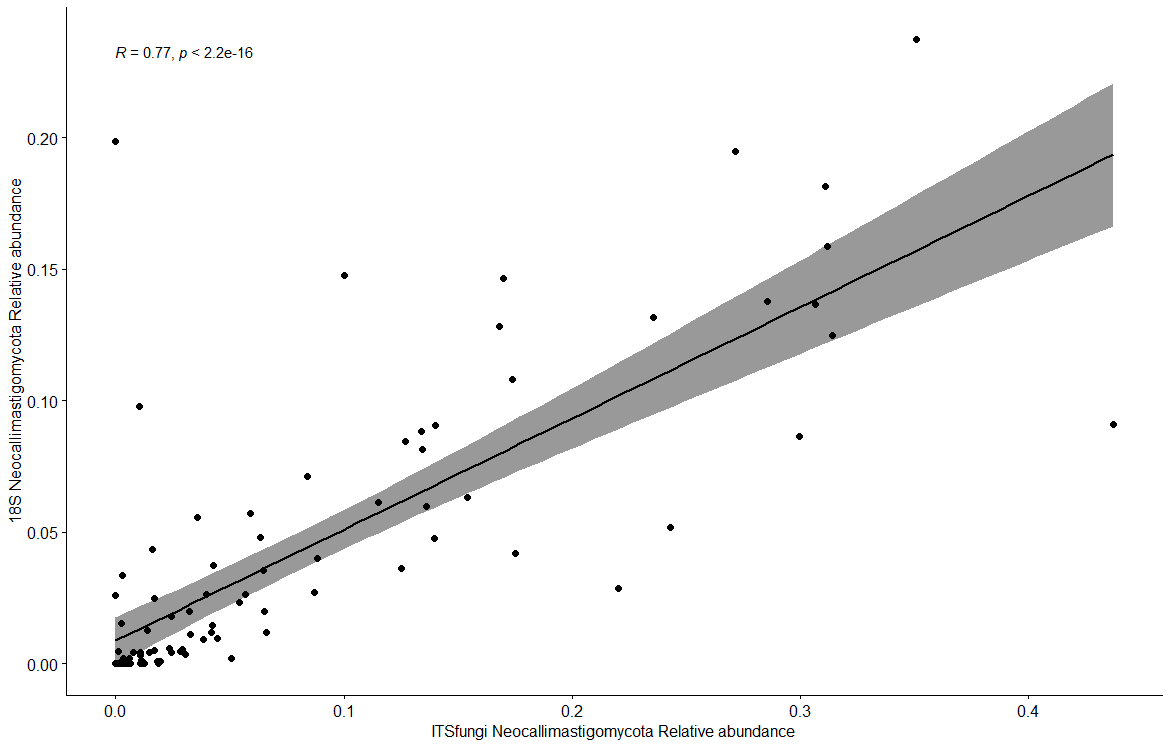 R = 0.77, p < 2.2e-16
18S Neocallimastigomycota Relative abundance
0.20
0.15
0.10
0.05
0.00
0.0 0.1 0.2 0.3 0.4
ITSfungi Neocallimastigomycota Relative abundance